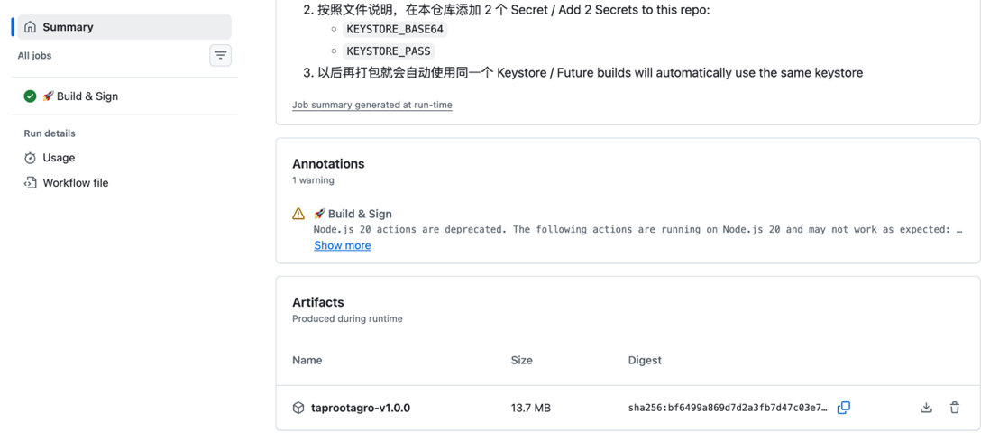 Summary
All jobs
🚀 Build & Sign
Run details
Usage
Workflow file
2. 按照文件说明，在本仓库添加 2 个 Secret / Add 2 Secrets to this repo:
KEYSTORE_BASE64
KEYSTORE_PASS
3. 以后再打包就会自动使用同一个 Keystore / Future builds will automatically use the same keystore
Job summary generated at run-time
Annotations
1 warning
🚀 Build & Sign
Node.js 20 actions are deprecated. The following actions are running on Node.js 20 and may not work as expected: …
Show more
Artifacts
Produced during runtime
Name Size Digest
taprootagro-v1.0.0 13.7 MB sha256:bf6499a869d7d2a3fb7d47c03e7…